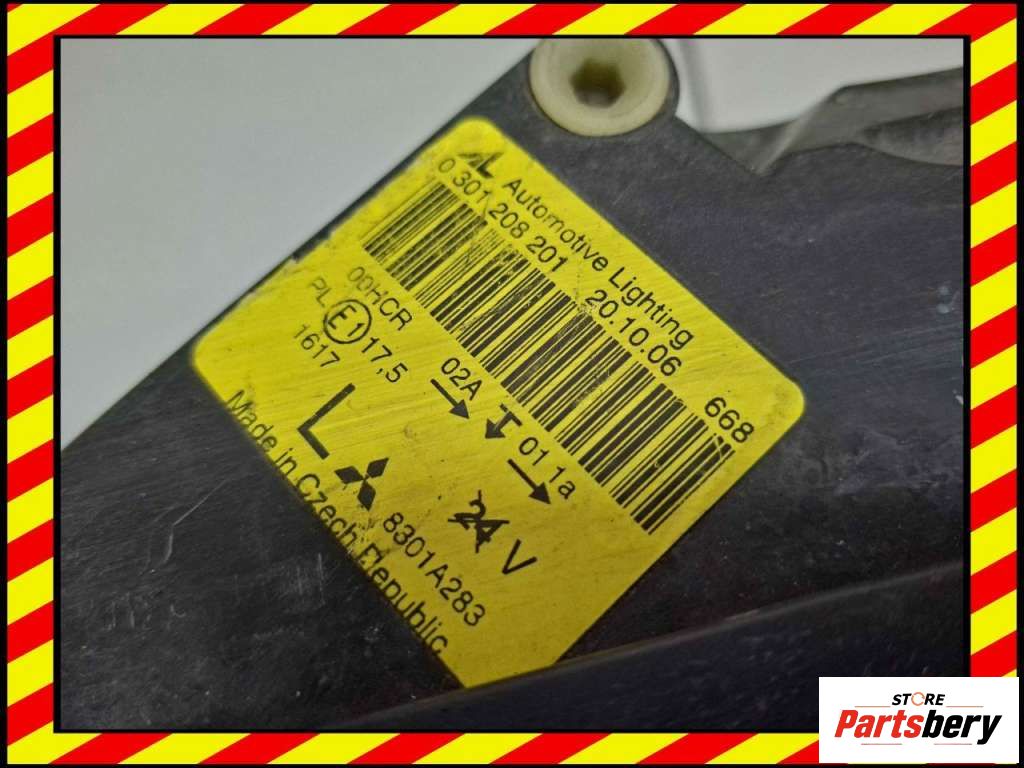 AL Automotive Lighting
0 301 208 201 20.10.06 668
00HCR 02A 01 1a
PL E1 17,5
1617
L 8301A283 24 V
Made in Czech Republic
STORE
Partsbery